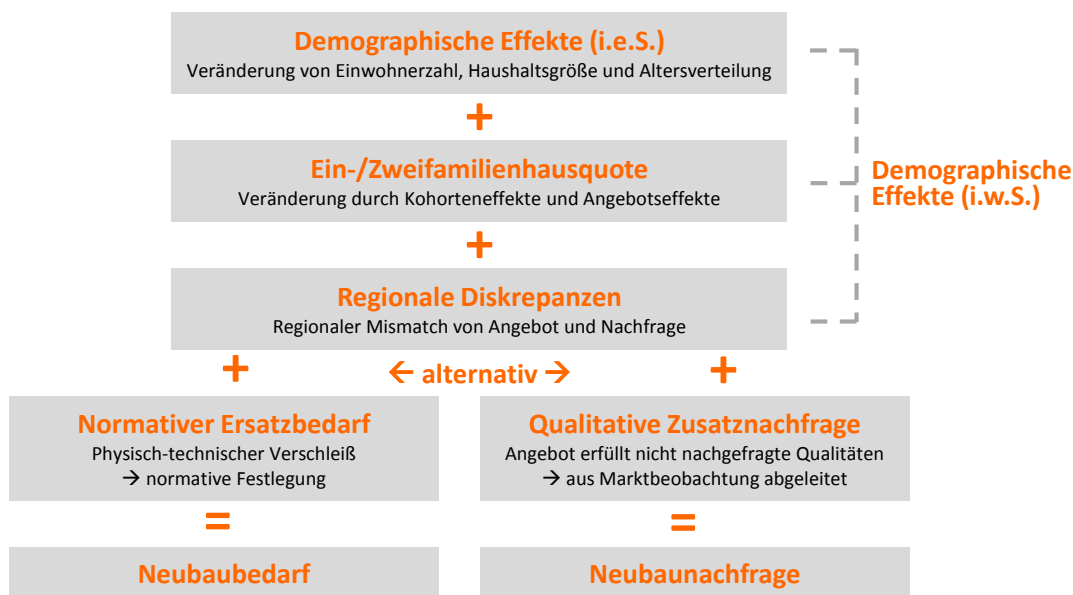 Demographische Effekte (i.e.S.)
Veränderung von Einwohnerzahl, Haushaltsgröße und Altersverteilung
+
Ein-/Zweifamilienhausquote
Veränderung durch Kohorteneffekte und Angebotseffekte
+
Regionale Diskrepanzen
Regionaler Mismatch von Angebot und Nachfrage
Demographische
Effekte (i.w.S.)
+ ← alternativ → +
Normativer Ersatzbedarf
Physisch-technischer Verschleiß
→ normative Festlegung
=
Neubaubedarf
Qualitative Zusatznachfrage
Angebot erfüllt nicht nachgefragte Qualitäten
→ aus Marktbeobachtung abgeleitet
=
Neubaunachfrage